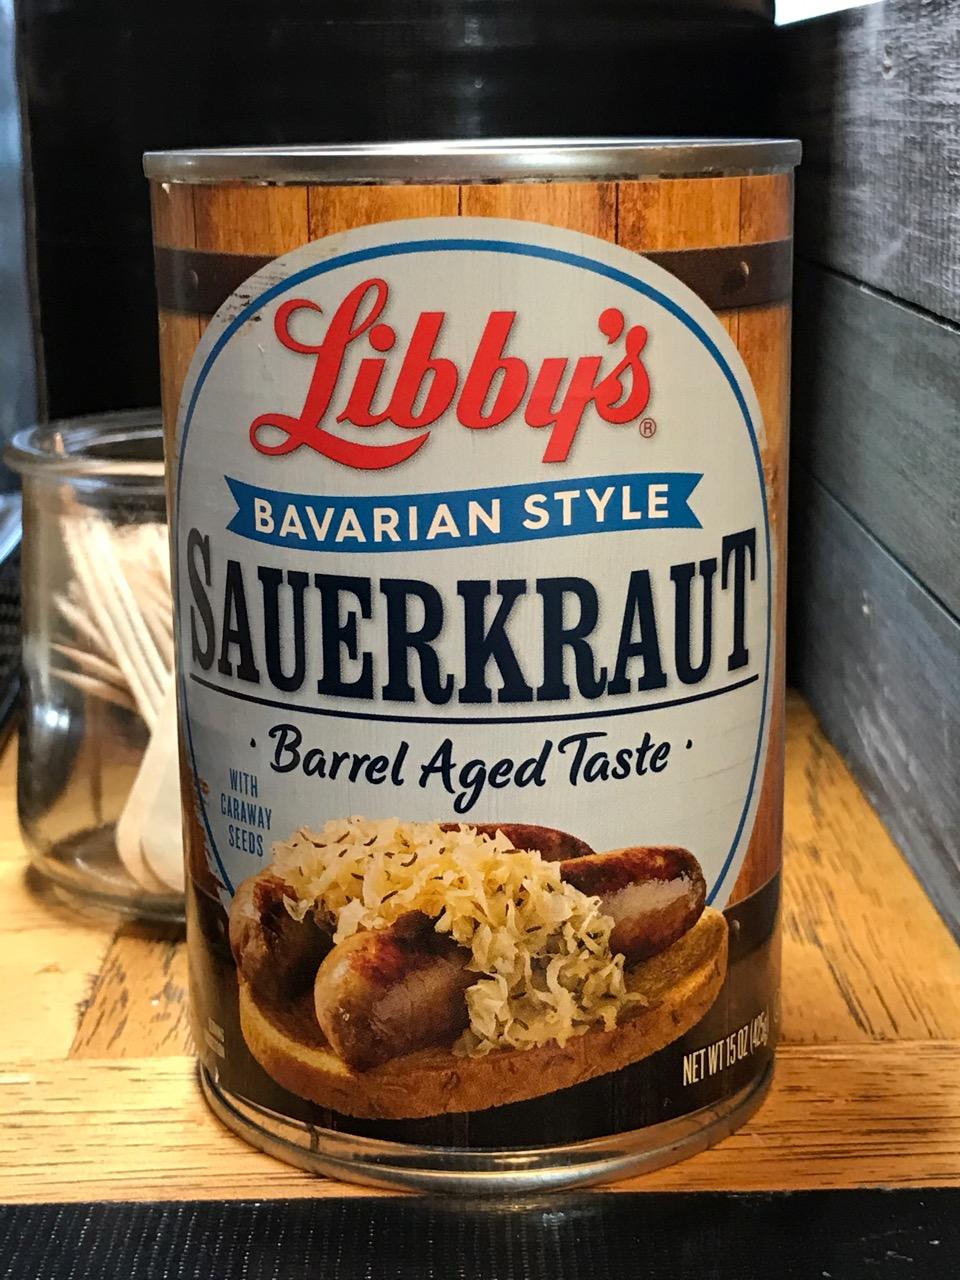 Libby's®
BAVARIAN STYLE
SAUERKRAUT
· Barrel Aged Taste ·
WITH
CARAWAY
SEEDS
NET WT 15 OZ (425g)